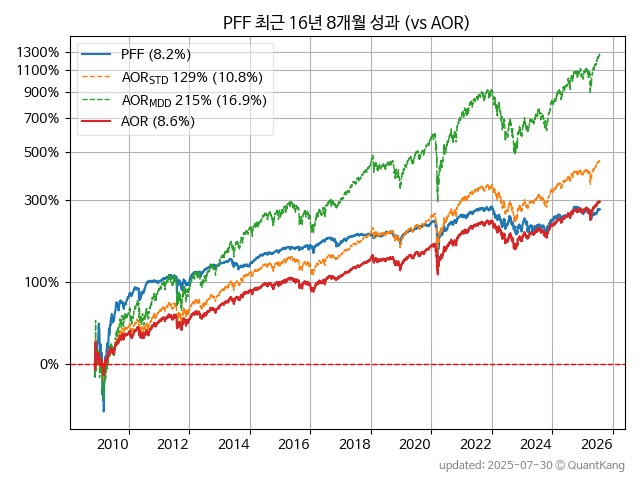 PFF 최근 16년 8개월 성과 (vs AOR)
PFF (8.2%)
AOR_STD 129% (10.8%)
AOR_MDD 215% (16.9%)
AOR (8.6%)
1300%
1100%
900%
700%
500%
300%
100%
0%
2010 2012 2014 2016 2018 2020 2022 2024 2026
updated: 2025-07-30 ⓒ QuantKang